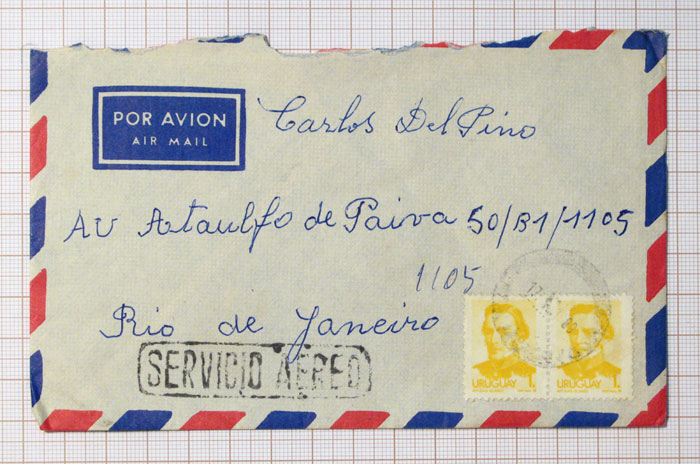 POR AVION
AIR MAIL
Carlos Del Pino
AV Ataulfo de Paiva 50/B1/1105
1105
Rio de Janeiro
SERVICIO AEREO
URUGUAY 1. URUGUAY 1.